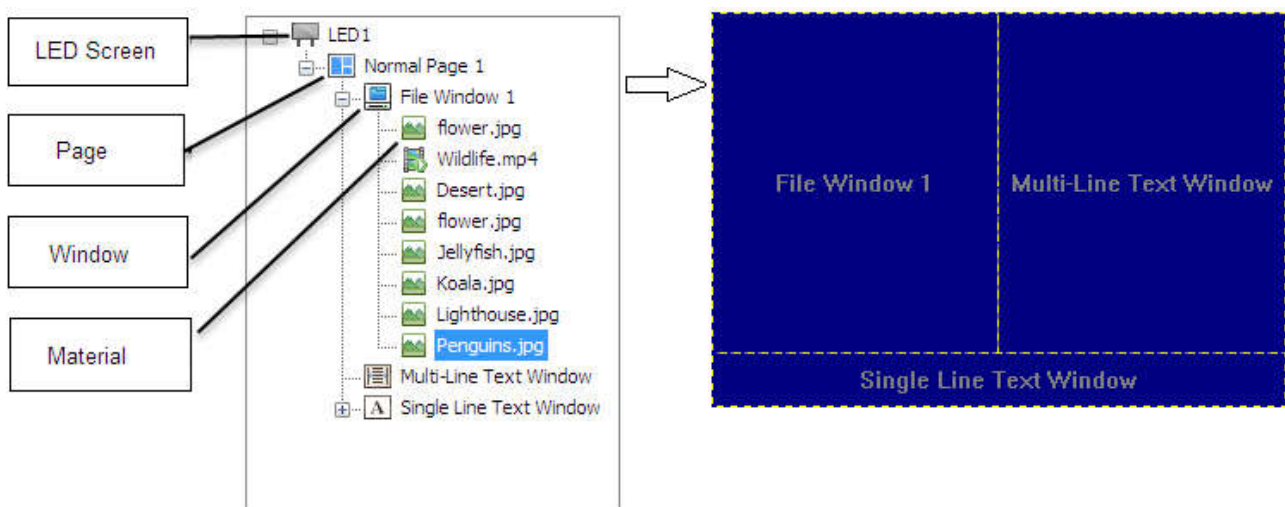 LED Screen
Page
Window
Material
LED1
Normal Page 1
File Window 1
flower.jpg
Wildlife.mp4
Desert.jpg
flower.jpg
Jellyfish.jpg
Koala.jpg
Lighthouse.jpg
Penguins.jpg
Multi-Line Text Window
A Single Line Text Window
File Window 1
Multi-Line Text Window
Single Line Text Window